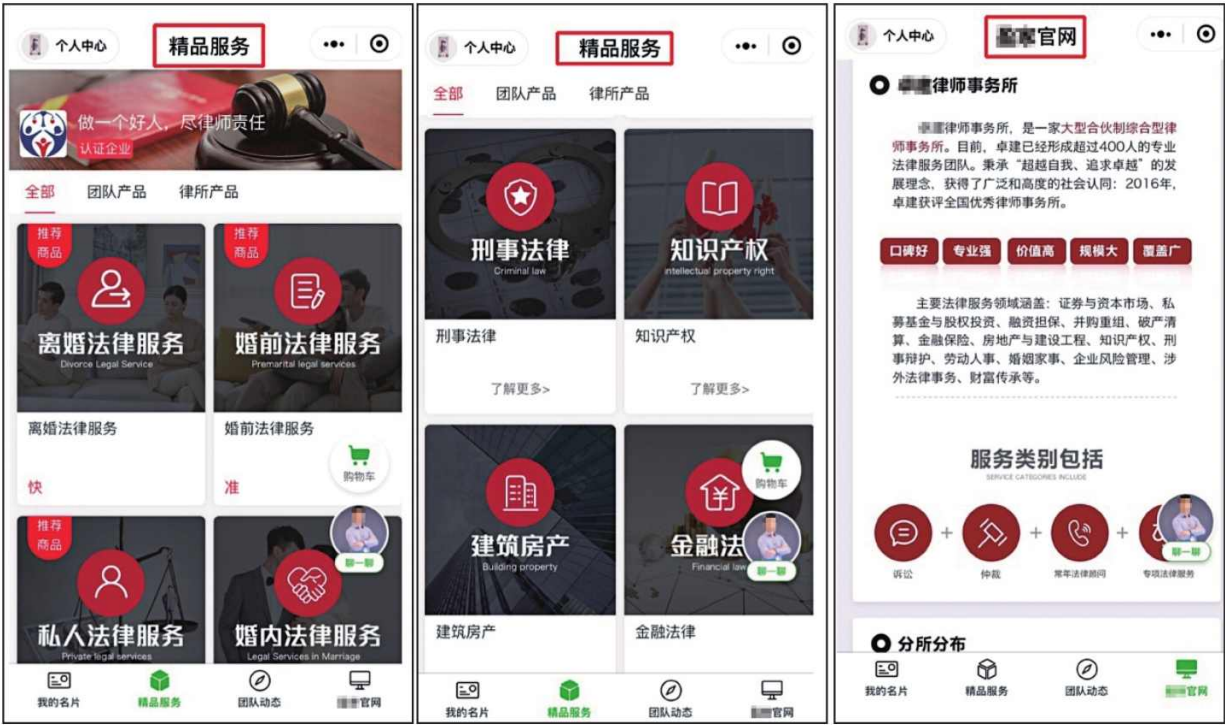 个人中心
精品服务
做一个好人，尽律师责任
认证企业
全部 团队产品 律所产品
推荐
商品
离婚法律服务
Divorce Legal Service
离婚法律服务
快
推荐
商品
婚前法律服务
Premarital legal services
婚前法律服务
准
购物车
推荐
商品
私人法律服务
Private legal services
婚内法律服务
Legal Services in Marriage
聊一聊
我的名片 精品服务 团队动态 官网
个人中心
精品服务
全部 团队产品 律所产品
刑事法律
Criminal law
刑事法律
了解更多>
知识产权
intellectual property right
知识产权
了解更多>
建筑房产
Building property
建筑房产
金融法
Financial law
金融法律
购物车
聊一聊
我的名片 精品服务 团队动态 官网
个人中心
官网
律师事务所
律师事务所，是一家大型合伙制综合型律
师事务所。目前，卓建已经形成超过400人的专业
法律服务团队。秉承“超越自我、追求卓越”的发
展理念，获得了广泛和高度的社会认同：2016年，
卓建获评全国优秀律师事务所。
口碑好 专业强 价值高 规模大 覆盖广
主要法律服务领域涵盖：证券与资本市场、私
募基金与股权投资、融资担保、并购重组、破产清
算、金融保险、房地产与建设工程、知识产权、刑
事辩护、劳动人事、婚姻家事、企业风险管理、涉
外法律事务、财富传承等。
服务类别包括
SERVICE CATEGORIES INCLUDE
诉讼 + 仲裁 + 常年法律顾问 + 专项法律服务
聊一聊
分所分布
我的名片 精品服务 团队动态 官网